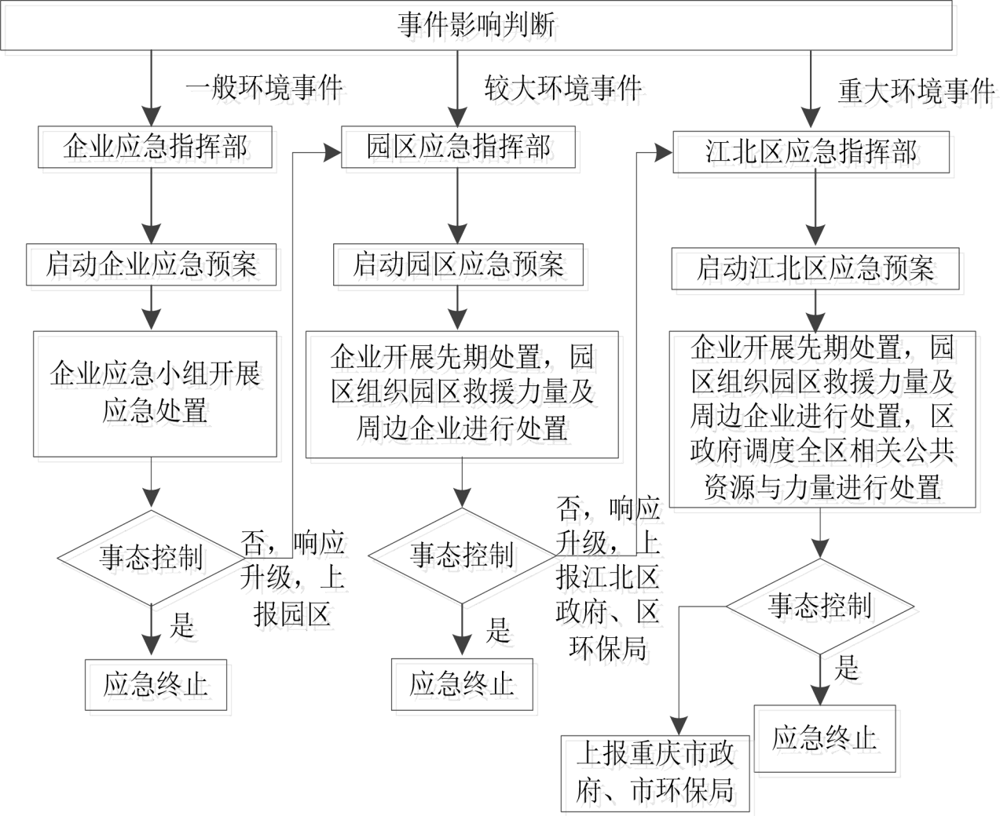 事件影响判断
一般环境事件
较大环境事件
重大环境事件
企业应急指挥部
园区应急指挥部
江北区应急指挥部
启动企业应急预案
启动园区应急预案
启动江北区应急预案
企业应急小组开展
应急处置
企业开展先期处置，园
区组织园区救援力量及
周边企业进行处置
企业开展先期处置，园
区组织园区救援力量及
周边企业进行处置，区
政府调度全区相关公共
资源与力量进行处置
事态控制
否，响应
升级，上
报园区
事态控制
否，响应
升级，上
报江北区
政府、区
环保局
事态控制
是
是
是
应急终止
应急终止
应急终止
上报重庆市政
府、市环保局